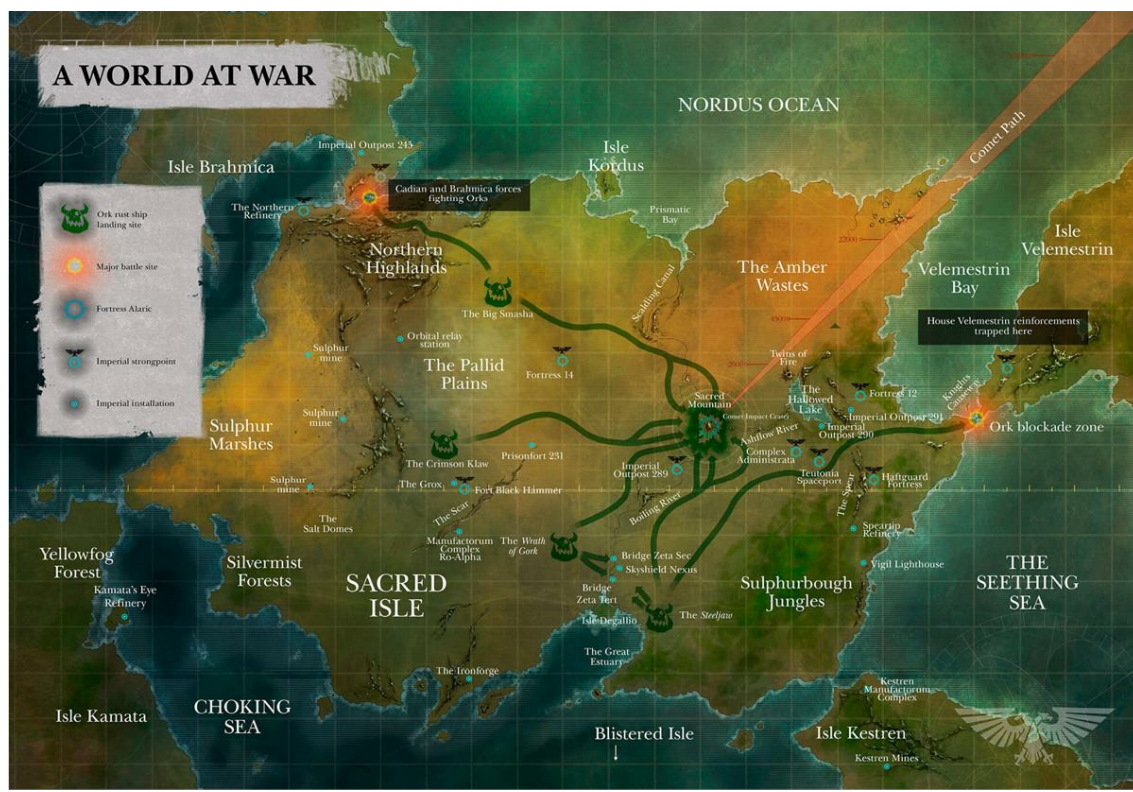 A WORLD AT WAR
NORDUS OCEAN
Comet Path
Imperial Outpost 245
Isle Brahmica
Isle
Kordus
Cadian and Brahmica forces
fighting Orks
The Northern
Refinery
Prismatic
Bay
Ork rust ship
landing site
Major battle site
Fortress Alaric
Imperial strongpoint
Imperial installation
Northern
Highlands
Scalding Canal
The Amber
Wastes
Velemestrin
Bay
Isle
Velemestrin
House Velemestrin reinforcements
trapped here
The Big Smasha
Orbital relay
station
Sulphur
mine
The Pallid
Plains
Fortress 14
Twins of
Fire
The
Hallowed
Lake
Fortress 12
Knights
Causeway
Sacred
Mountain
Comet Impact Crater
Imperial Outpost 291
Imperial
Outpost 290
Ork blockade zone
Sulphur
mine
Sulphur
Marshes
Ashflow River
The Crimson Klaw
Prisonfort 231
Complex
Administrata
Imperial
Outpost 289
Teutonia
Spaceport
Haftguard
Fortress
The Spear
The Grox
Fort Black Hammer
Sulphur
mine
The Scar
Boiling River
The
Salt Domes
Manufactorum
Complex
Ro-Alpha
The Wrath
of Gork
Speartip
Refinery
Yellowfog
Forest
Silvermist
Forests
Bridge Zeta Sec
Skyshield Nexus
Bridge
Zeta Tert
Vigil Lighthouse
THE
SEETHING
SEA
Kamata's Eye
Refinery
SACRED
ISLE
Sulphurbough
Jungles
The Steeljaw
Isle Degallio
The Great
Estuary
The Ironforge
Kestren
Manufactorum
Complex
Isle Kamata
CHOKING
SEA
Blistered Isle
Isle Kestren
Kestren Mines